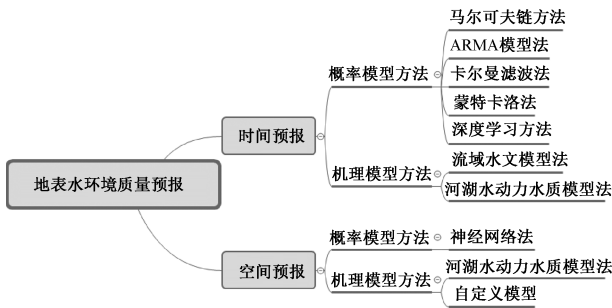 地表水环境质量预报
时间预报
概率模型方法
马尔可夫链方法
ARMA模型法
卡尔曼滤波法
蒙特卡洛法
深度学习方法
机理模型方法
流域水文模型法
河湖水动力水质模型法
空间预报
概率模型方法
神经网络法
机理模型方法
河湖水动力水质模型法
自定义模型